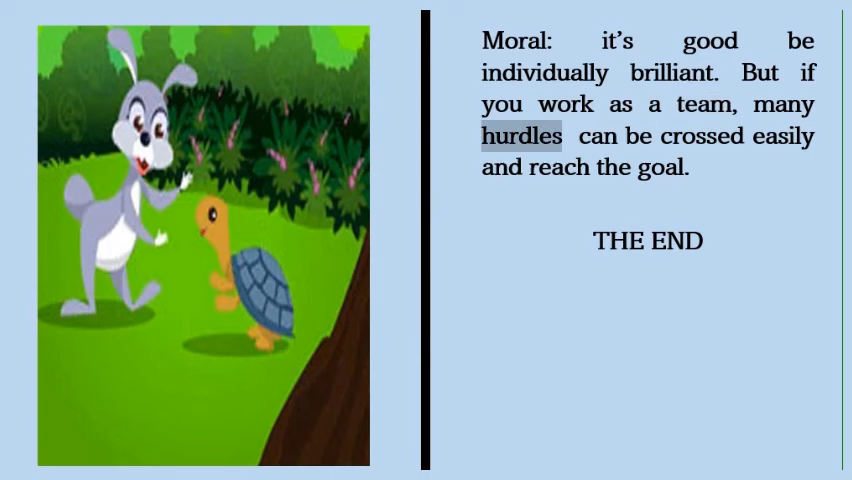 Moral: it's good be
individually brilliant. But if
you work as a team, many
hurdles can be crossed easily
and reach the goal.
THE END